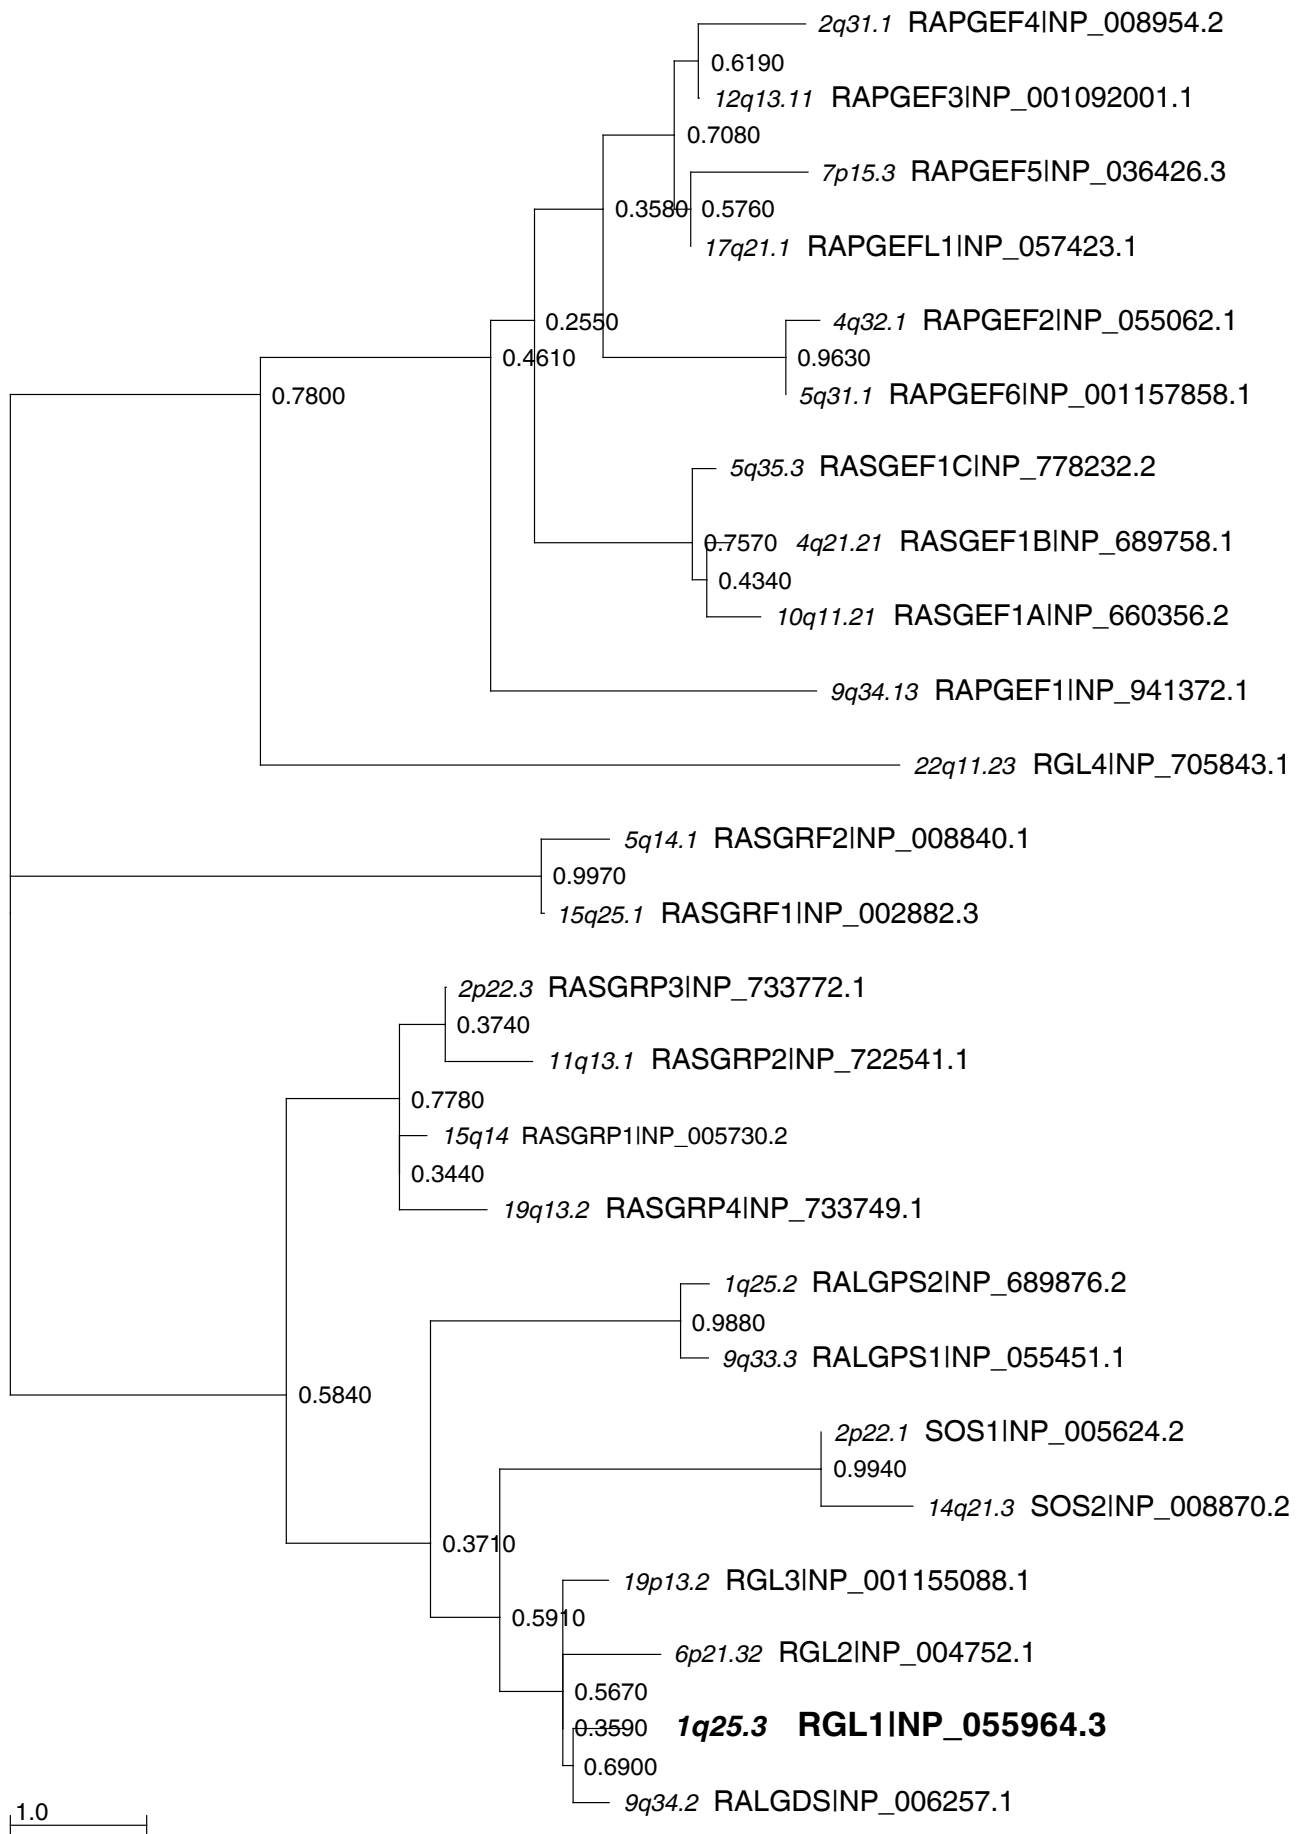 2q31.1 RAPGEF4|NP_008954.2
0.6190
12q13.11 RAPGEF3|NP_001092001.1
0.7080
7p15.3 RAPGEF5|NP_036426.3
0.3580 0.5760
17q21.1 RAPGEFL1|NP_057423.1
4q32.1 RAPGEF2|NP_055062.1
0.2550
0.4610 0.9630
0.7800
5q31.1 RAPGEF6|NP_001157858.1
5q35.3 RASGEF1C|NP_778232.2
0.7570 4q21.21 RASGEF1B|NP_689758.1
0.4340
10q11.21 RASGEF1A|NP_660356.2
9q34.13 RAPGEF1|NP_941372.1
22q11.23 RGL4|NP_705843.1
5q14.1 RASGRF2|NP_008840.1
0.9970
15q25.1 RASGRF1|NP_002882.3
2p22.3 RASGRP3|NP_733772.1
0.3740
11q13.1 RASGRP2|NP_722541.1
0.7780
15q14 RASGRP1|NP_005730.2
0.3440
19q13.2 RASGRP4|NP_733749.1
1q25.2 RALGPS2|NP_689876.2
0.9880
9q33.3 RALGPS1|NP_055451.1
0.5840
2p22.1 SOS1|NP_005624.2
0.9940
14q21.3 SOS2|NP_008870.2
0.3710
19p13.2 RGL3|NP_001155088.1
0.5910
6p21.32 RGL2|NP_004752.1
0.5670
0.3590 1q25.3 RGL1|NP_055964.3
0.6900
9q34.2 RALGDS|NP_006257.1
1.0